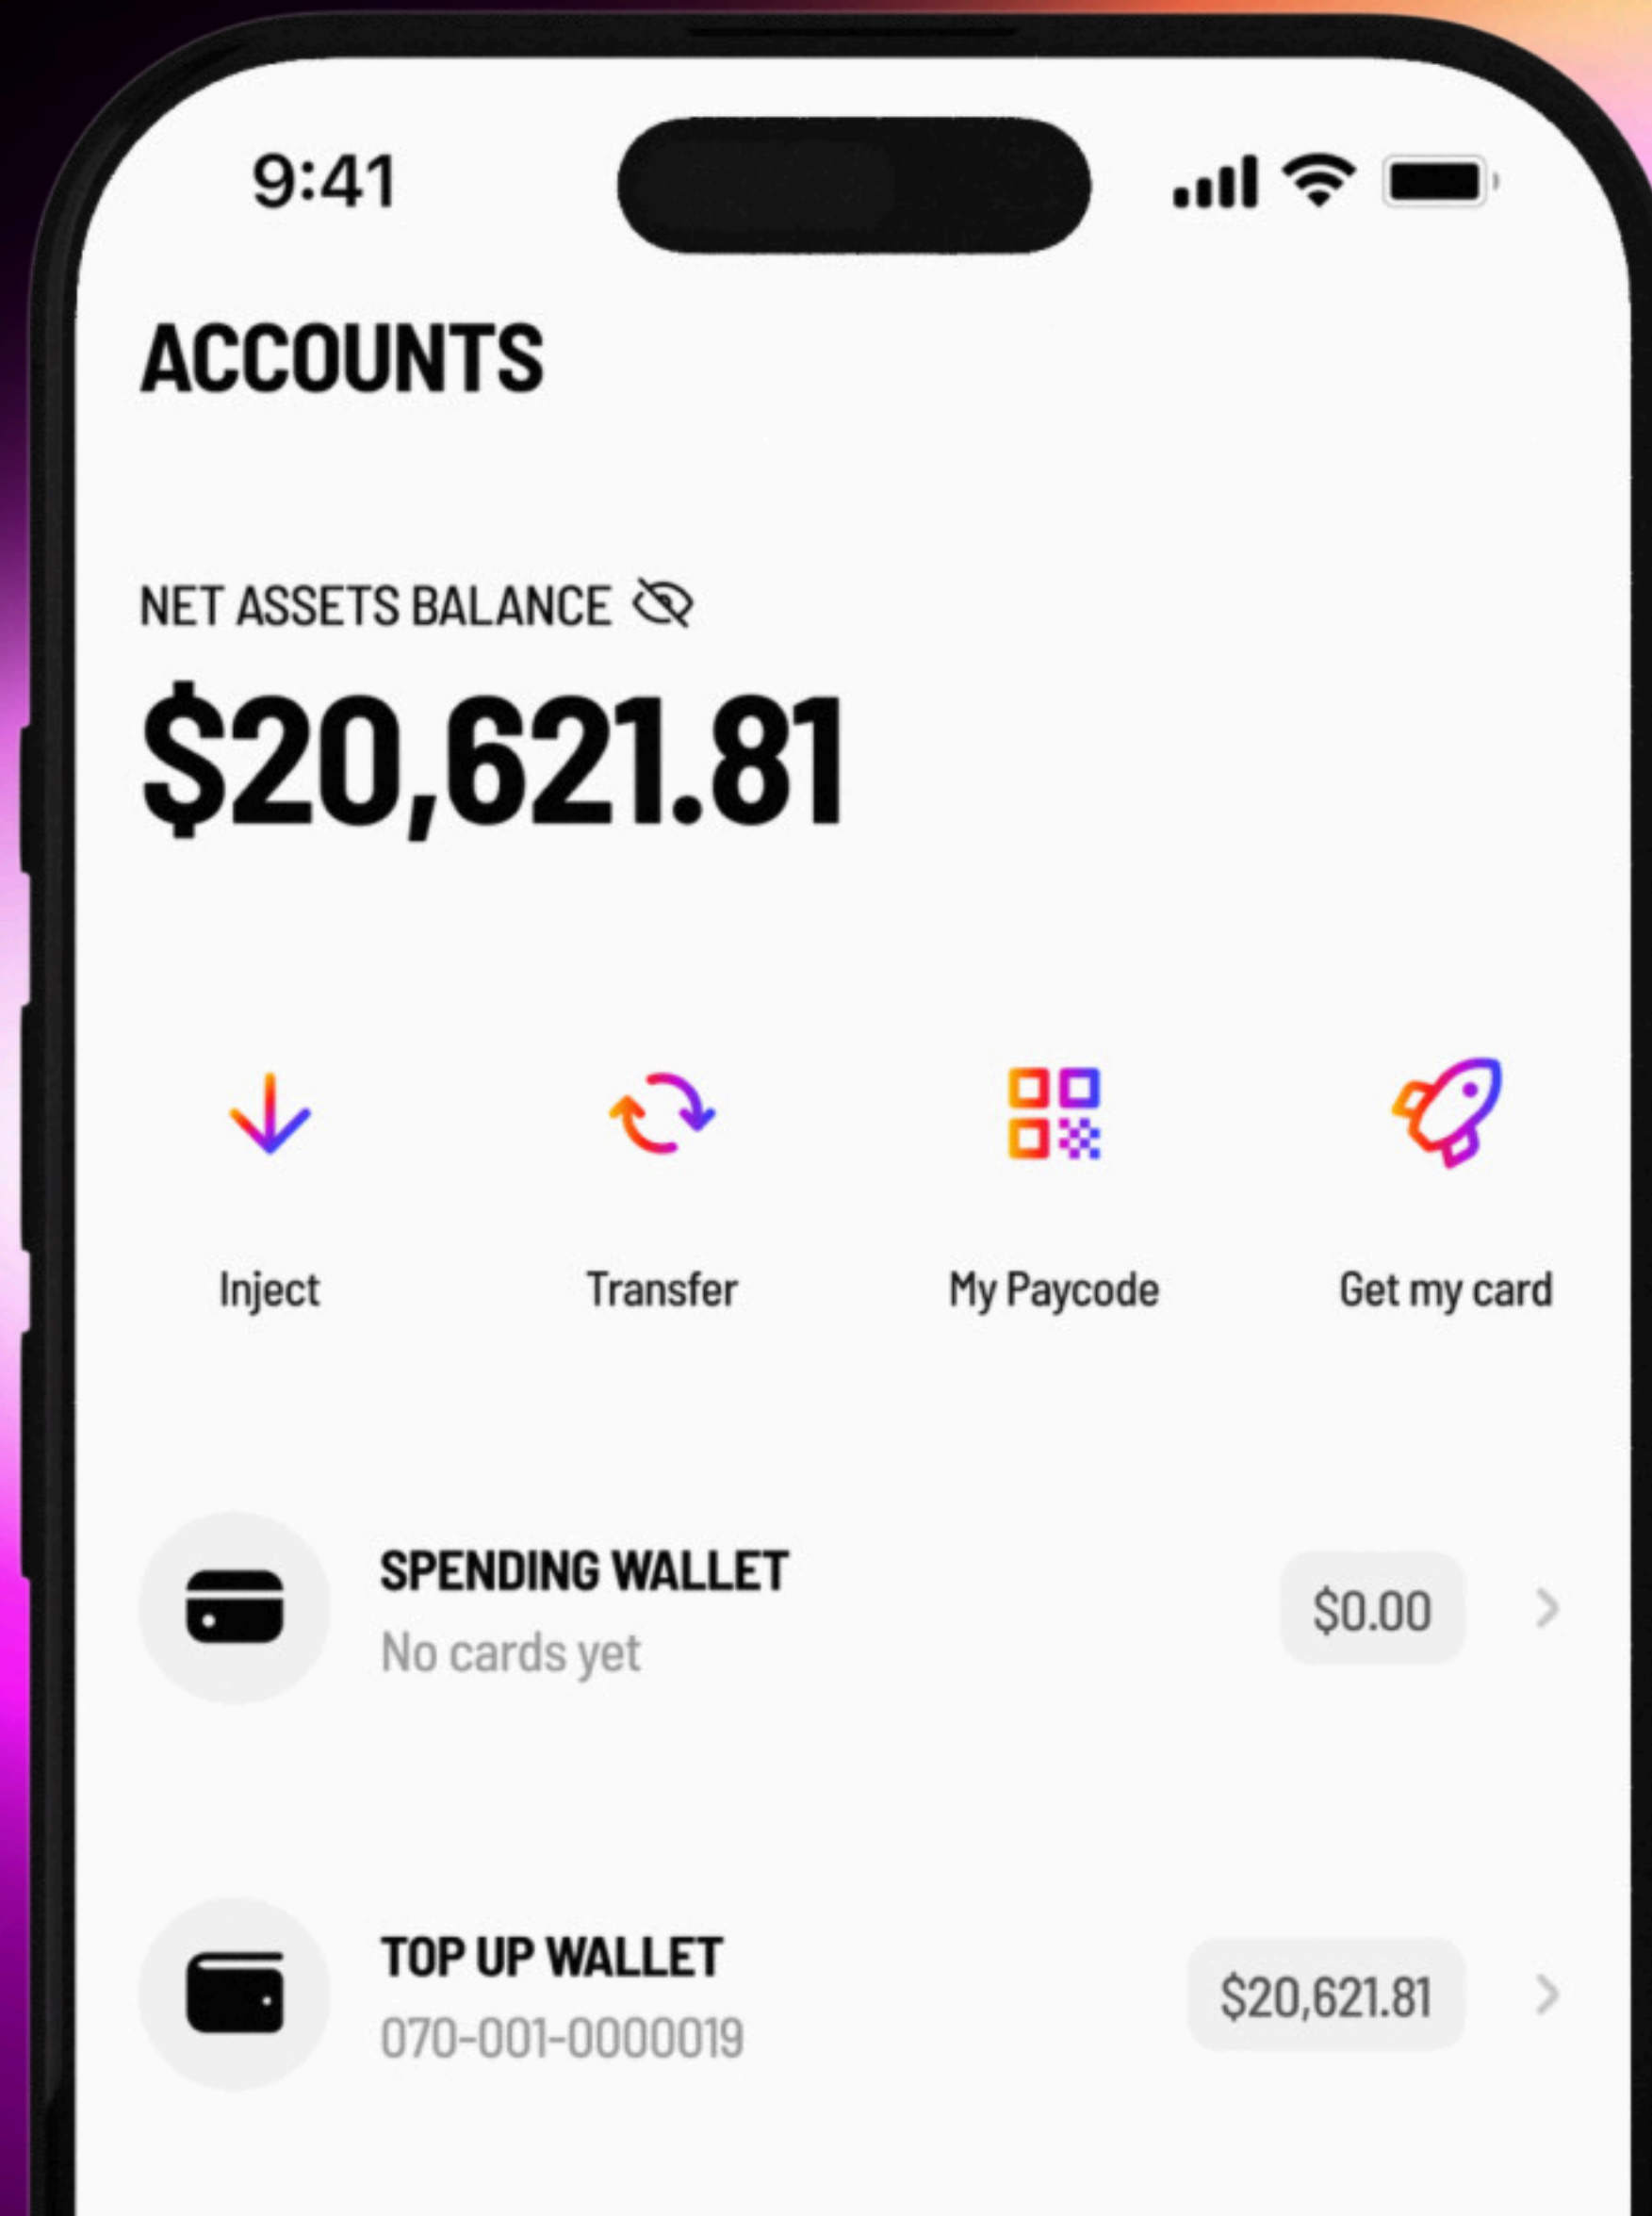 9:41
ACCOUNTS
NET ASSETS BALANCE
$20,621.81
Inject Transfer My Paycode Get my card
SPENDING WALLET
$0.00
No cards yet
TOP UP WALLET
$20,621.81
070-001-0000019